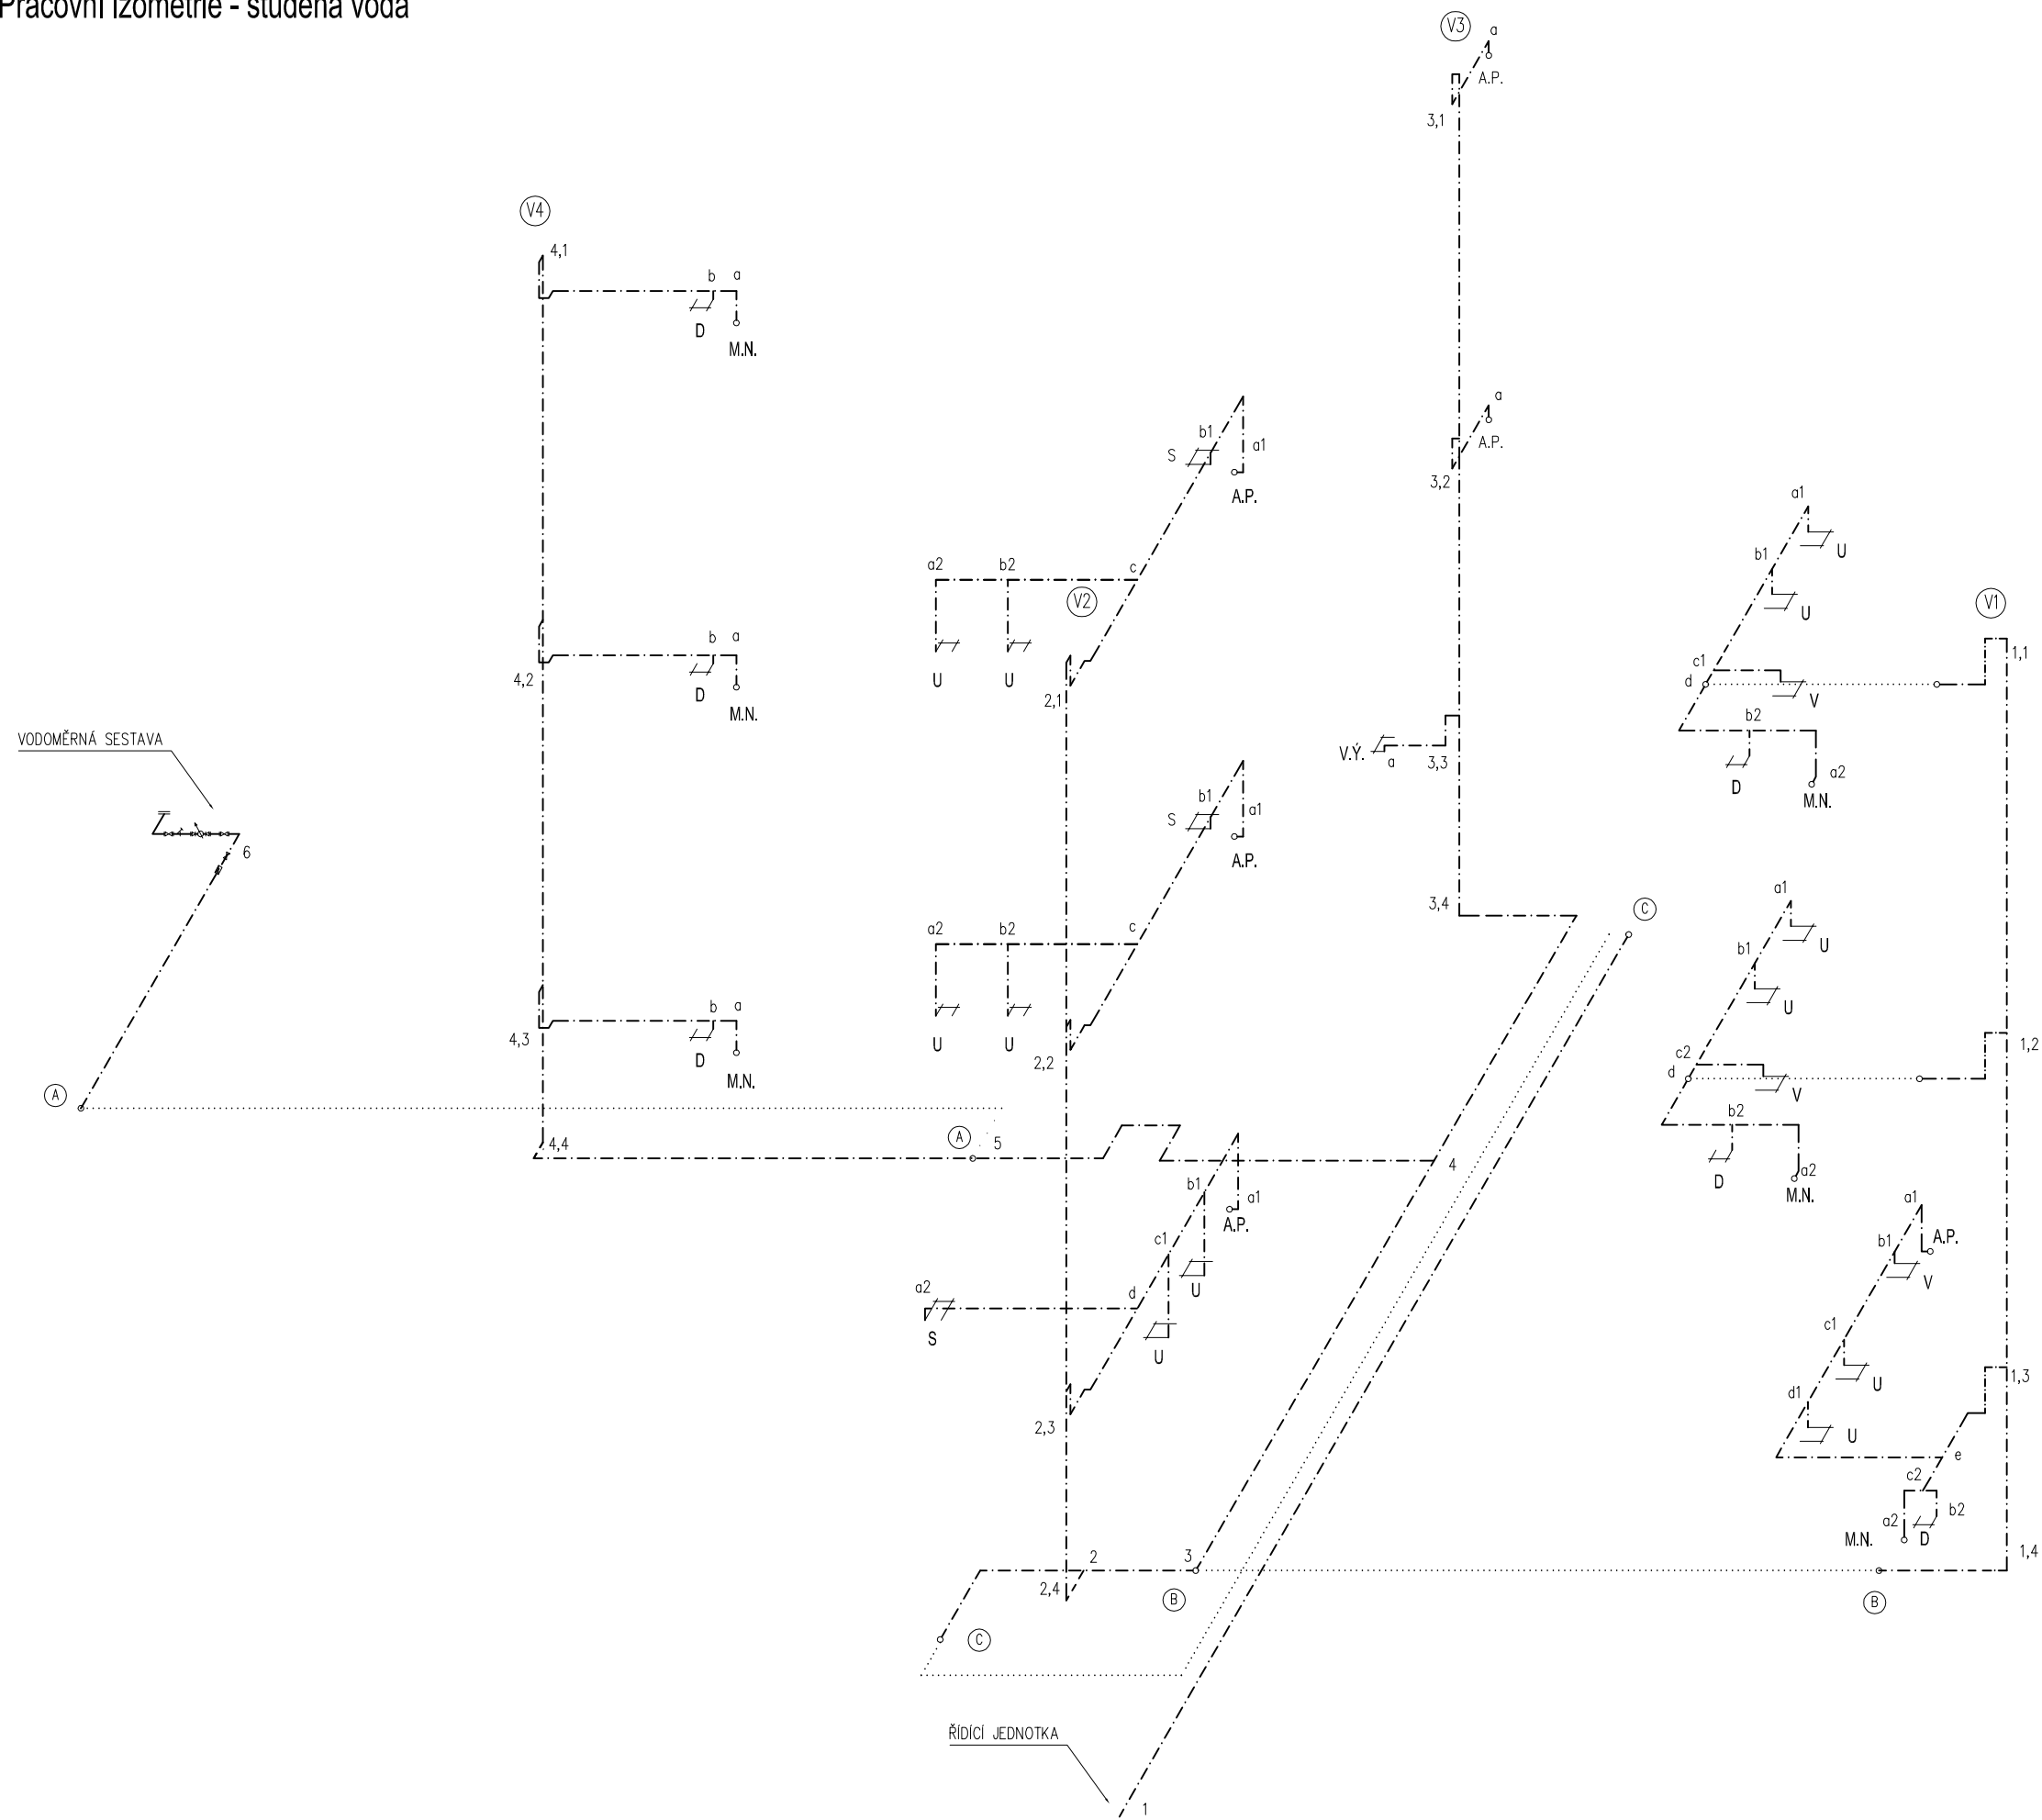 Pracovní izometrie - studená voda
V3
a
A.P.
3,1
V4
4,1
b a
D
M.N.
a
A.P.
3,2
b1
S
a1
A.P.
a2 b2 c
V2
U U
2,1
a1
U
b1
U
V1
c1
d
V
1,1
b2
D
a2
M.N.
b a
4,2
D
M.N.
VODOMĚRNÁ SESTAVA
6
V.Ý.
a
3,3
b1
S
a1
A.P.
3,4
C
a2 b2 c
U U
2,2
a1
U
b1
U
c2
d
V
1,2
b2
D
a2
M.N.
b a
4,3
D
M.N.
A
4,4
A
5
4
b1
a1
A.P.
c1
a2
d
U
S
U
2,3
a1
b1
A.P.
V
c1
U
1,3
d1
U
e
c2
a2
b2
M.N.
D
1,4
2
3
2,4
B
B
C
ŘÍDÍCÍ JEDNOTKA
1